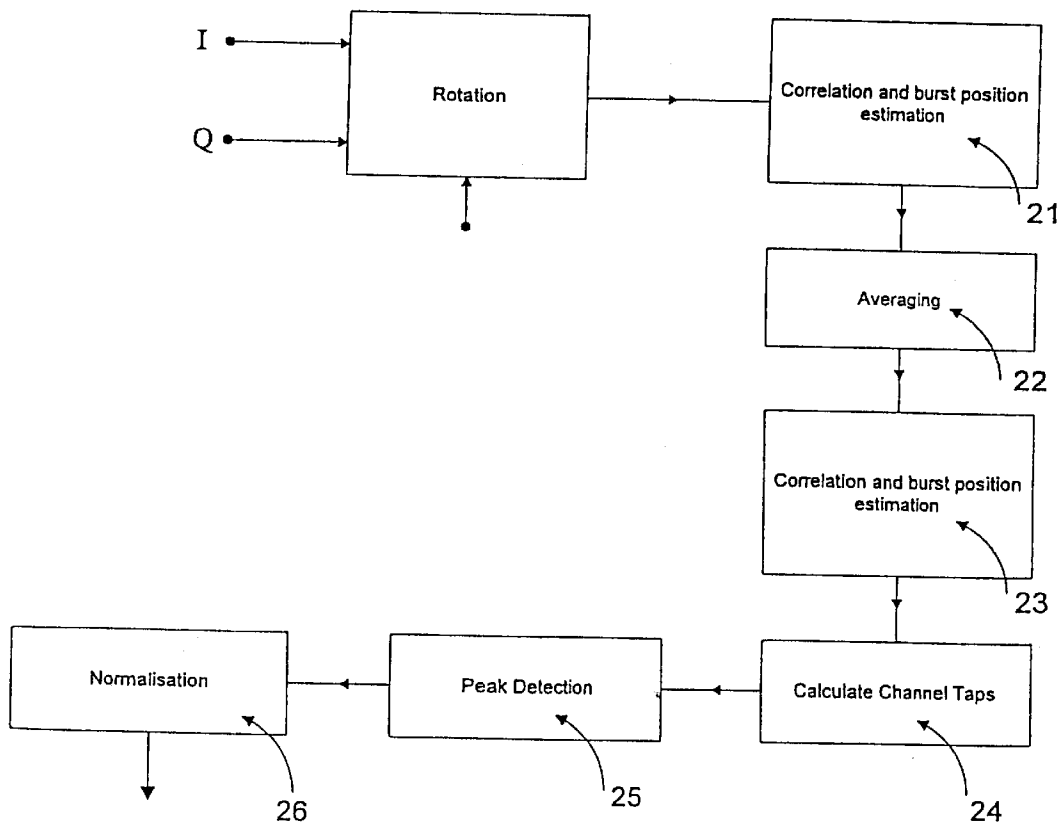 I
Q
Rotation
Correlation and burst position
estimation
21
Averaging
22
Correlation and burst position
estimation
23
Normalisation
Peak Detection
Calculate Channel Taps
26
25
24